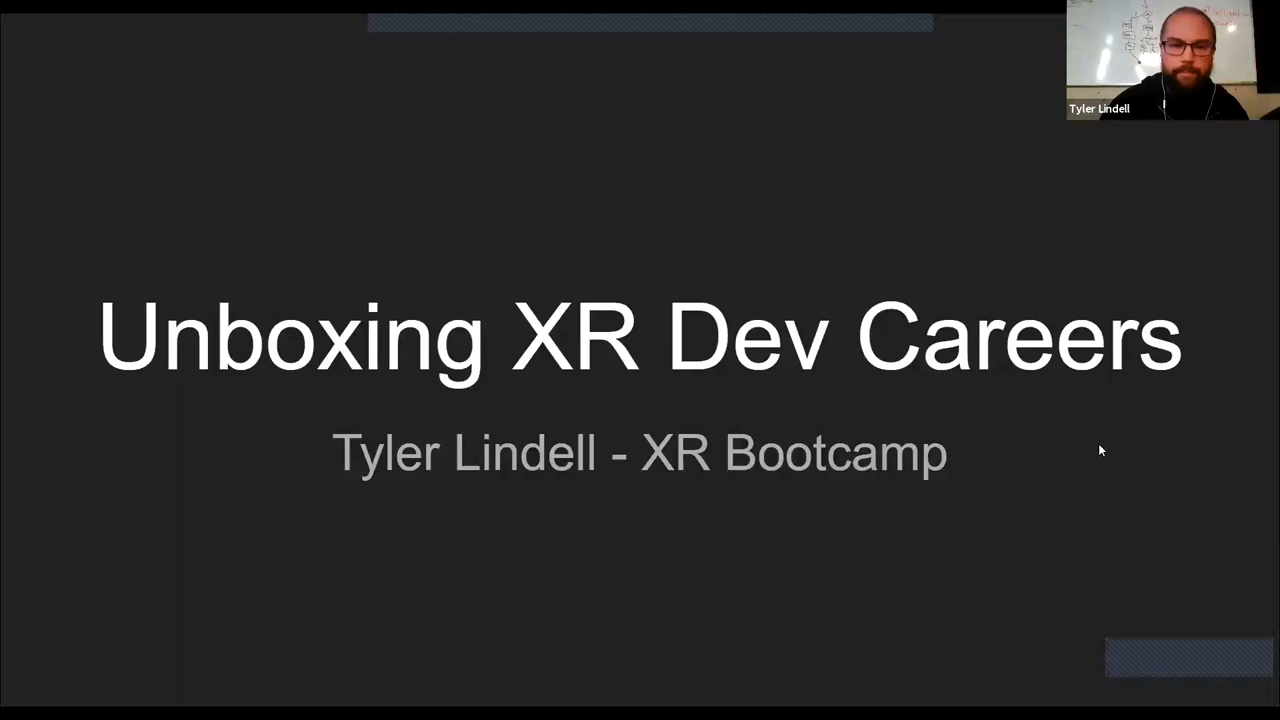 Tyler Lindell
Unboxing XR Dev Careers
Tyler Lindell - XR Bootcamp